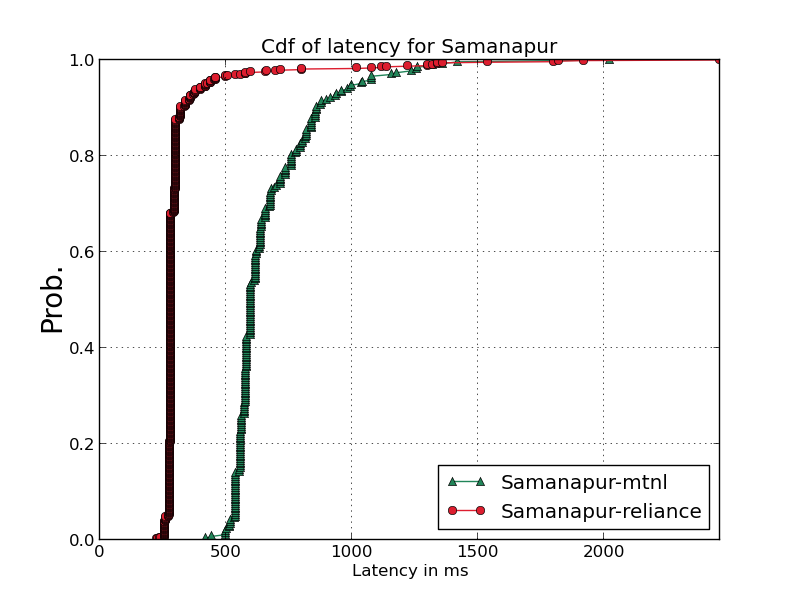 Cdf of latency for Samanapur
1.0
0.8
0.6
0.4
0.2
0.0
Prob.
0 500 1000 1500 2000
Latency in ms
Samanapur-mtnl
Samanapur-reliance